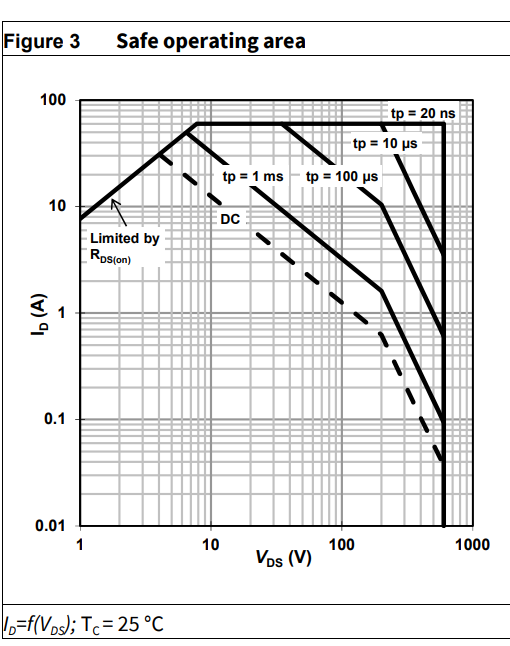 Figure 3 Safe operating area
100
tp = 20 ns
tp = 10 µs
tp = 1 ms tp = 100 µs
10
DC
Limited by
RDS(on)
1
ID (A)
0.1
0.01
1 10 100 1000
VDS (V)
ID=f(VDS); TC = 25 °C